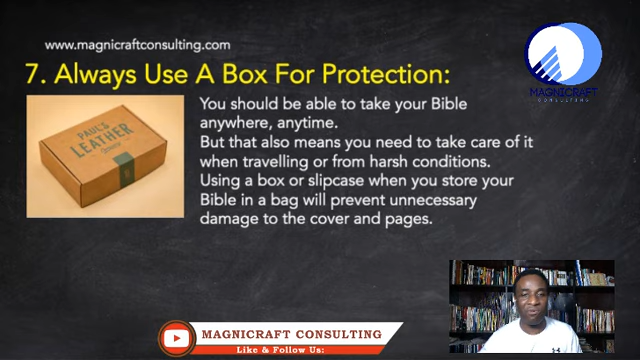 www.magnicraftconsulting.com
7. Always Use A Box For Protection:
MAGNICRAFT
CONSULTING
PAUL'S
LEATHER
You should be able to take your Bible
anywhere, anytime.
But that also means you need to take care of it
when travelling or from harsh conditions.
Using a box or slipcase when you store your
Bible in a bag will prevent unnecessary
damage to the cover and pages.
MAGNICRAFT CONSULTING
Like & Follow Us: